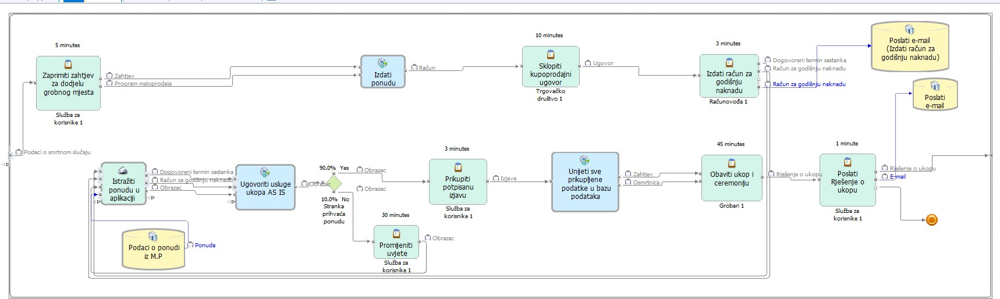 5 minutes
Zaprimiti zahtjev
za dodjelu
grobnog mjesta
Služba za
korisnike 1
Zahtjev
Program maloprodaja
Izdati
ponudu
Račun
10 minutes
Sklopiti
kupoprodajni
ugovor
Trgovačko
društvo 1
Ugovor
3 minutes
Izdati račun za
godišnju
naknadu
Računovođa 1
Dogovoreni termin sastanka
Račun za godišnju naknadu
Račun za godišnju naknadu
Poslati e-mail
(Izdati račun za
godišnju naknadu)
Poslati
e-mail
Podaci o smrtnom slučaju
Istražiti
ponudu u
aplikaciji
Dogovoreni termin sastanka
Račun za godišnju naknadu
Obrazac
Ugovoriti usluge
ukopa AS IS
Obrazac
90.0% Yes
10.0% No
Stranka
prihvaća
ponudu
Obrazac
Obrazac
3 minutes
Prikupiti
potpisanu
izjavu
Služba za
korisnike 1
Izjava
Unijeti sve
prikupljene
podatke u bazu
podataka
Zahtjev
Osmrtnica
45 minutes
Obaviti ukop i
ceremoniju
Grobari 1
Rješenje o ukopu
1 minute
Poslati
Rješenje o
ukopu
Služba za
korisnike 1
Rješenje o ukopu
E-mail
30 minutes
Promijeniti
uvjete
Služba za
korisnike 1
Obrazac
Podaci o ponudi
iz M.P
Ponuda